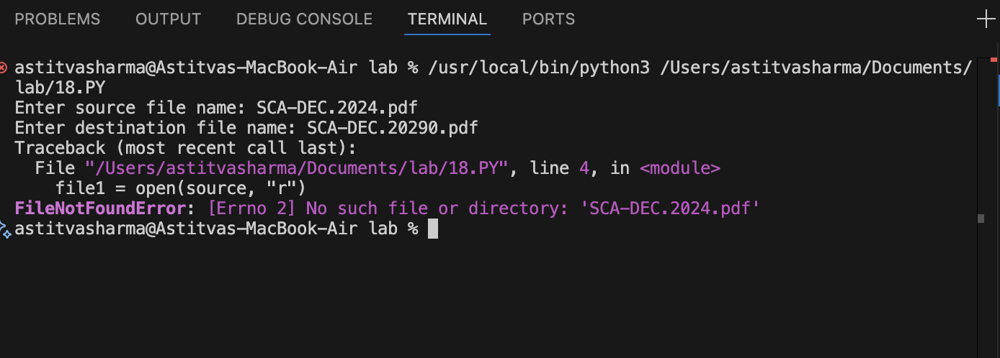 PROBLEMS OUTPUT DEBUG CONSOLE TERMINAL PORTS
astitvasharma@Astitvas-MacBook-Air lab % /usr/local/bin/python3 /Users/astitvasharma/Documents/
lab/18.PY
Enter source file name: SCA-DEC.2024.pdf
Enter destination file name: SCA-DEC.20290.pdf
Traceback (most recent call last):
  File "/Users/astitvasharma/Documents/lab/18.PY", line 4, in <module>
    file1 = open(source, "r")
FileNotFoundError: [Errno 2] No such file or directory: 'SCA-DEC.2024.pdf'
astitvasharma@Astitvas-MacBook-Air lab %